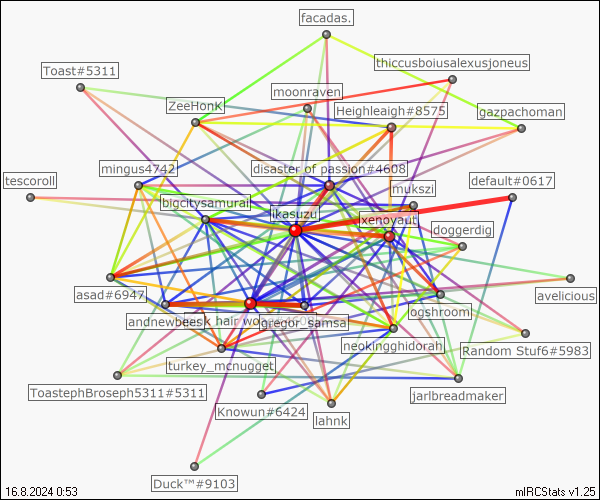 facadas.
thiccusboiusalexusjoneus
Toast#5311
moonraven
ZeeHonK
Heighleaigh#8575
gazpachoman
mingus4742
disaster of passion#4608
tescoroll
mukszi
default#0617
bigcitysamurai
ikasuzu
xenoyaut
doggerdig
asad#6947
avelicious
ogshroom
andnewbees
k hair wo
gregor_samsa
neokingghidorah
Random Stuf6#5983
turkey_mcnugget
ToastephBroseph5311#5311
jarlbreadmaker
Knowun#6424
lahnk
Duck™#9103
16.8.2024 0:53
mIRCStats v1.25